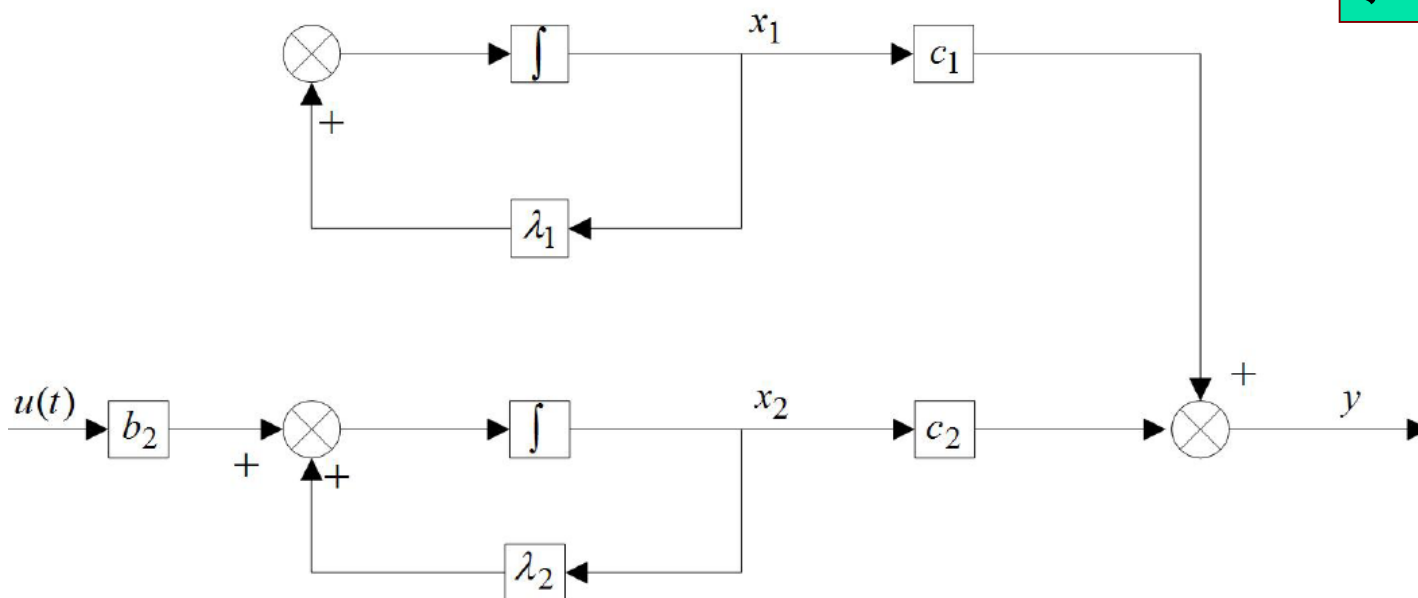 x₁
∫
c₁
+
λ₁
+
u(t)
b₂
∫
x₂
c₂
y
+
+
λ₂